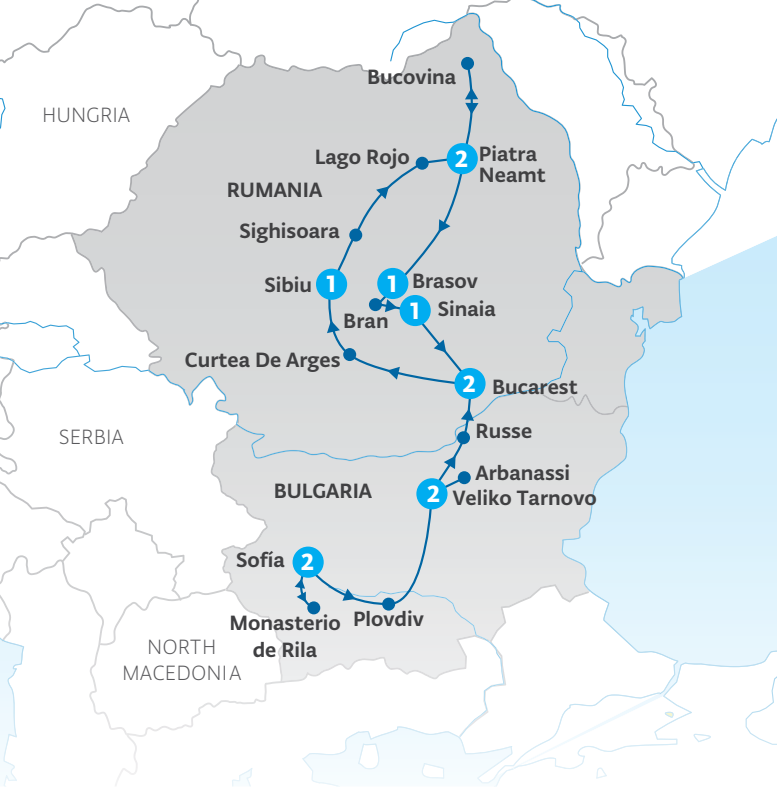 Bucovina
HUNGRIA
Lago Rojo
2
Piatra
Neamt
RUMANIA
Sighisoara
Sibiu
1
1
Brasov
Bran
1
Sinaia
Curtea De Arges
2
Bucarest
Russe
SERBIA
Arbanassi
BULGARIA
2
Veliko Tarnovo
Sofía
2
Monasterio
de Rila
Plovdiv
NORTH
MACEDONIA